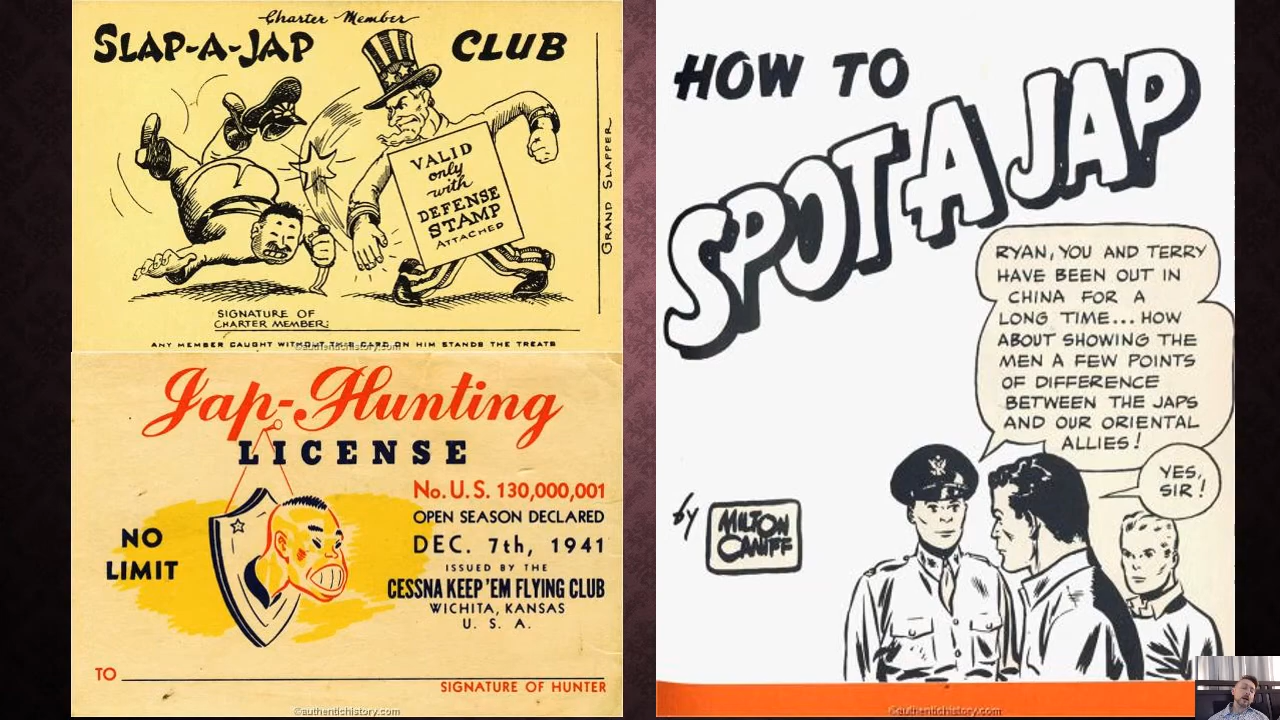 Charter Member
SLAP-A-JAP CLUB
VALID
only
with
DEFENSE
STAMP
ATTACHED
GRAND SLAPPER
SIGNATURE OF
CHARTER MEMBER:
ANY MEMBER CAUGHT WITHOUT THIS CARD ON HIM STANDS THE TREATS
©authentichistory.com
Jap-Hunting
LICENSE
No. U.S. 130,000,001
OPEN SEASON DECLARED
DEC. 7th, 1941
ISSUED BY THE
CESSNA KEEP 'EM FLYING CLUB
WICHITA, KANSAS
U. S. A.
NO
LIMIT
TO
SIGNATURE OF HUNTER
©authentichistory.com
HOW TO
SPOT A JAP
RYAN, YOU AND TERRY
HAVE BEEN OUT IN
CHINA FOR A
LONG TIME... HOW
ABOUT SHOWING THE
MEN A FEW POINTS
OF DIFFERENCE
BETWEEN THE JAPS
AND OUR ORIENTAL
ALLIES!
YES,
SIR!
by
MILTON
CANIFF
©authentichistory.com